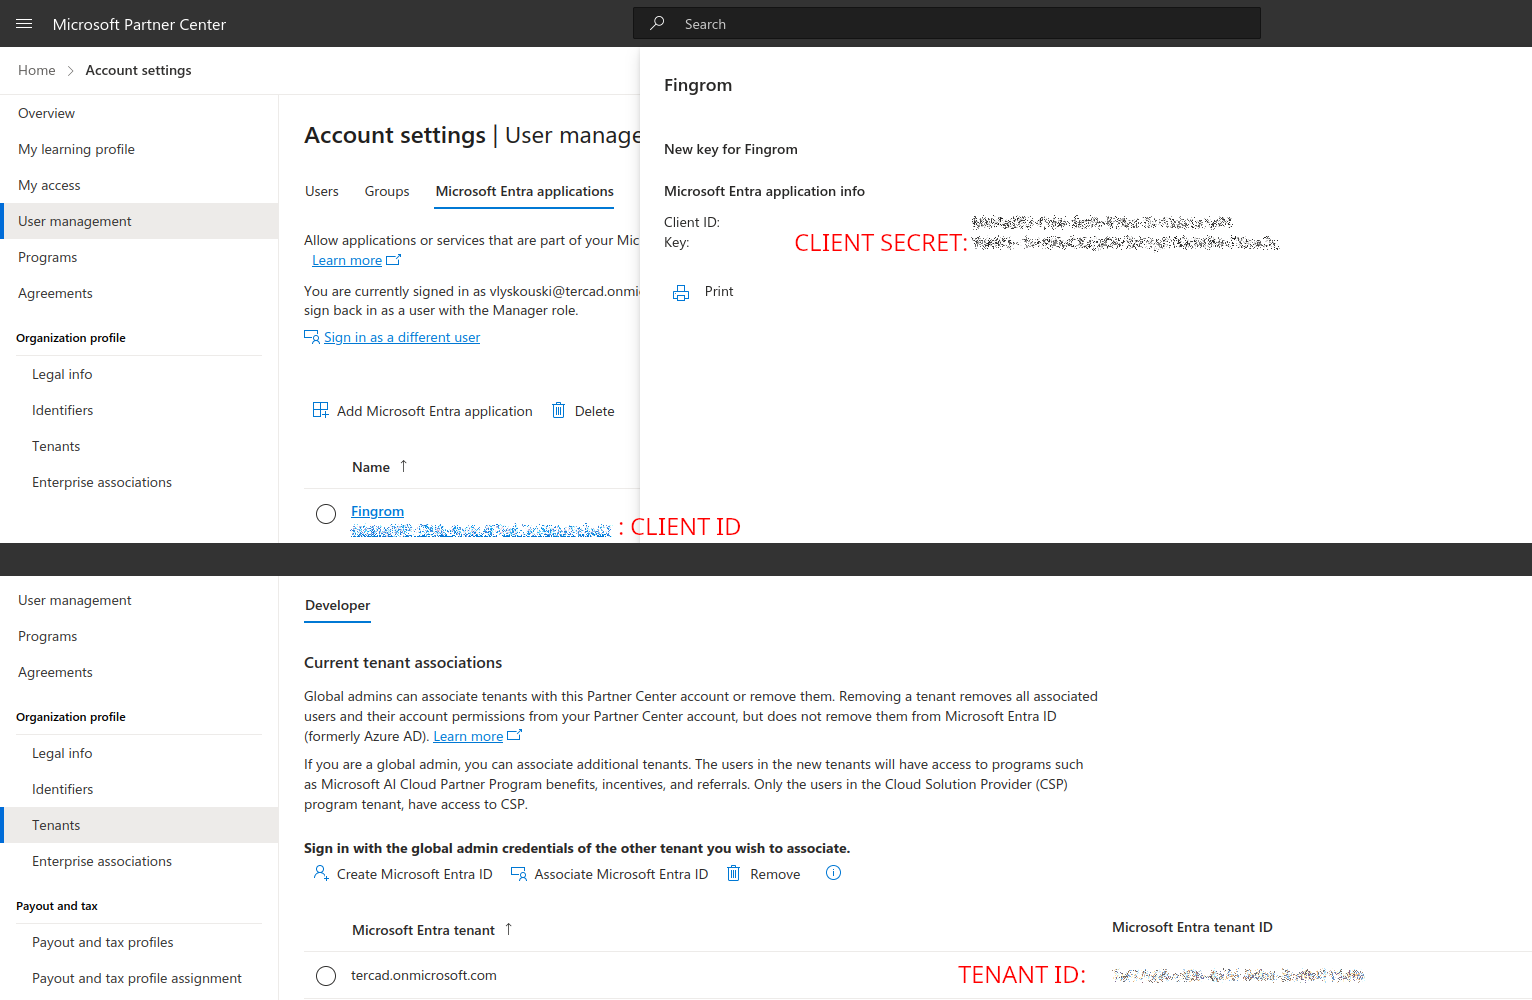 Microsoft Partner Center
Search
Home > Account settings
Overview
My learning profile
My access
User management
Programs
Agreements
Organization profile
Legal info
Identifiers
Tenants
Enterprise associations
Account settings | User manage
Users Groups Microsoft Entra applications
Allow applications or services that are part of your Mic
Learn more
You are currently signed in as vlyskouski@tercad.onmi
sign back in as a user with the Manager role.
Sign in as a different user
Add Microsoft Entra application Delete
Name ↑
Fingrom
: CLIENT ID
Fingrom
New key for Fingrom
Microsoft Entra application info
Client ID:
Key:
CLIENT SECRET:
Print
User management
Programs
Agreements
Organization profile
Legal info
Identifiers
Tenants
Enterprise associations
Payout and tax
Payout and tax profiles
Payout and tax profile assignment
Developer
Current tenant associations
Global admins can associate tenants with this Partner Center account or remove them. Removing a tenant removes all associated
users and their account permissions from your Partner Center account, but does not remove them from Microsoft Entra ID
(formerly Azure AD). Learn more
If you are a global admin, you can associate additional tenants. The users in the new tenants will have access to programs such
as Microsoft AI Cloud Partner Program benefits, incentives, and referrals. Only the users in the Cloud Solution Provider (CSP)
program tenant, have access to CSP.
Sign in with the global admin credentials of the other tenant you wish to associate.
Create Microsoft Entra ID Associate Microsoft Entra ID Remove
Microsoft Entra tenant ↑ Microsoft Entra tenant ID
tercad.onmicrosoft.com TENANT ID: